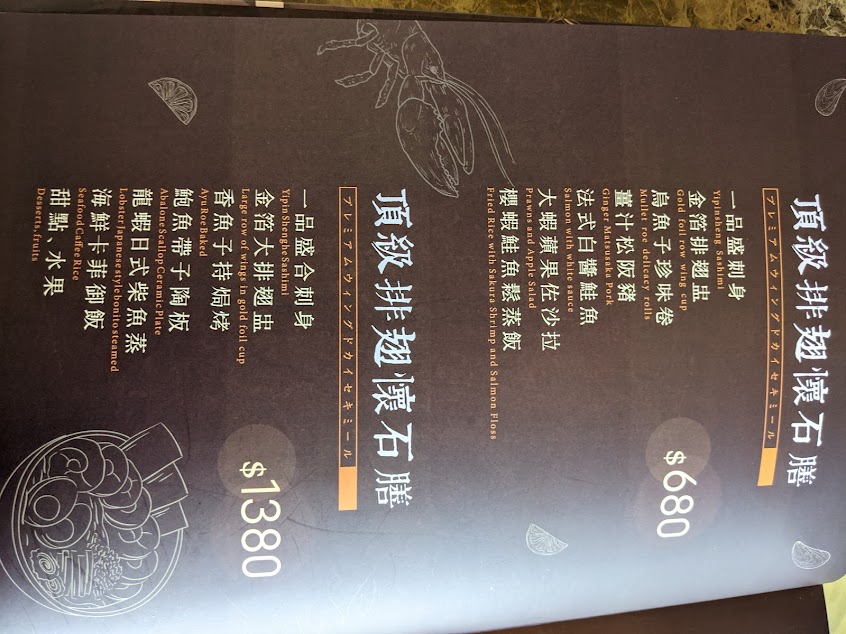 頂級排翅懷石膳
プレミアムウィングドカイセキミール
一品盛刺身
Yipinsheng Sashimi
金箔排翅盅
Gold foil row wing cup
烏魚子珍味卷
Mullet roe delicacy rolls
薑汁松阪豬
Ginger Matsusaka Pork
法式白醬鮭魚
Salmon with white sauce
大蝦蘋果佐沙拉
Prawns and Apple Salad
櫻蝦鮭魚鬆蒸飯
Fried Rice with Sakura Shrimp and Salmon Floss
$680
頂級排翅懷石膳
プレミアムウィングドカイセキミール
一品盛合刺身
Yipin Shenghe Sashimi
金箔大排翅盅
Large row of wings in gold foil cup
香魚子持焗烤
Ayu Roe Baked
鮑魚帶子陶板
Abalone Scallop Ceramic Plate
龍蝦日式柴魚蒸
Lobster Japanese style bonito steamed
海鮮卡菲御飯
Seafood Caffee Rice
甜點、水果
Desserts, fruits
$1380